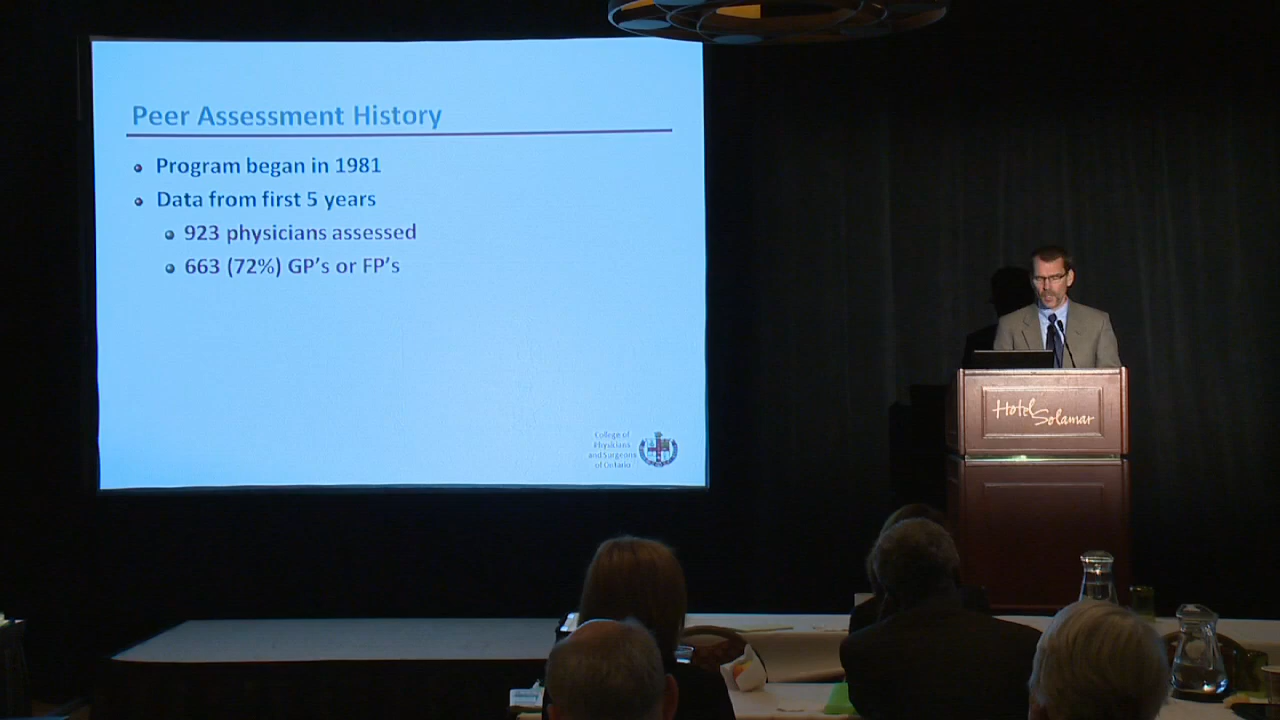 Peer Assessment History
Program began in 1981
Data from first 5 years
923 physicians assessed
663 (72%) GP's or FP's
College of
Physicians
and Surgeons
of Ontario
Hotel Solamar